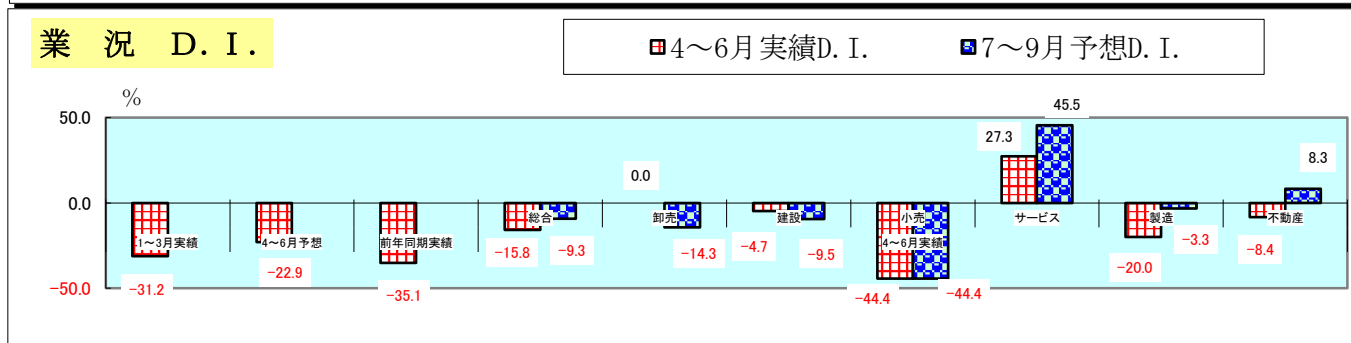 業 況 D.I.
4～6月実績D.I. 7～9月予想D.I.
%
50.0
0.0
-50.0
45.5
27.3
0.0
8.3
1～3月実績 4～6月予想 前年同期実績 総合 卸売 建設 小売 サービス 製造 不動産
4～6月実績
-31.2 -22.9 -35.1 -15.8 -9.3 -14.3 -4.7 -9.5 -44.4 -44.4 -20.0 -3.3 -8.4